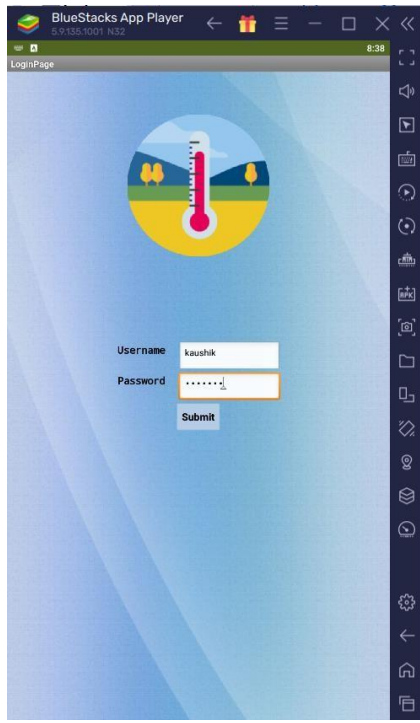 BlueStacks App Player
5.9.135.1001 N32
8:38
LoginPage
Username kaushik
Password •••••••
Submit